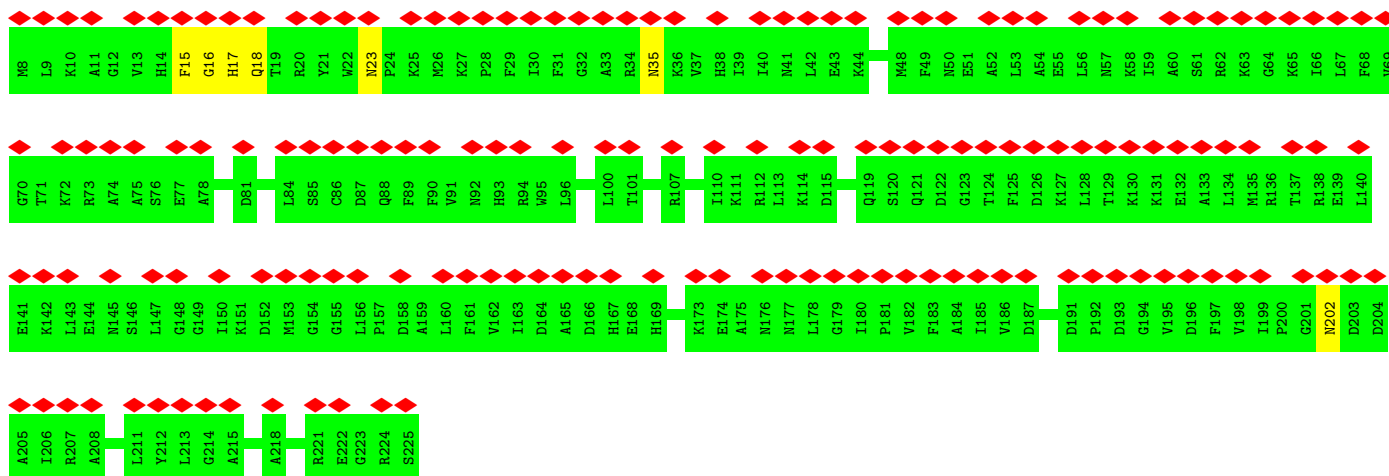 M8 L9 K10 A11 G12 V13 H14 F15 G16 H17 Q18 T19 R20 Y21 W22 N23 P24 K25 M26 K27 P28 F29 I30 F31 G32 A33 R34 N35 K36 V37 H38 I39 I40 N41 L42 E43 K44 M48 F49 N50 E51 A52 L53 A54 E55 L56 N57 K58 I59 A60 S61 R62 K63 G64 K65 I66 L67 F68 V69
G70 T71 K72 R73 A74 A75 S76 E77 A78 D81 L84 S85 C86 D87 Q88 F89 F90 V91 N92 H93 R94 W95 L96 L100 T101 R107 I110 K111 R112 L113 K114 D115 Q119 S120 Q121 D122 G123 T124 F125 D126 K127 L128 T129 K130 K131 E132 A133 L134 M135 R136 T137 R138 E139 L140
E141 K142 L143 E144 N145 S146 L147 G148 G149 I150 K151 D152 M153 G154 G155 L156 P157 D158 A159 L160 F161 V162 I163 D164 A165 D166 H167 E168 H169 K173 E174 A175 N176 N177 L178 G179 I180 P181 V182 F183 A184 I185 V186 D187 D191 P192 D193 G194 V195 D196 F197 V198 I199 P200 G201 N202 D203 D204
A205 I206 R207 A208 L211 Y212 L213 G214 A215 A218 R221 E222 G223 R224 S225